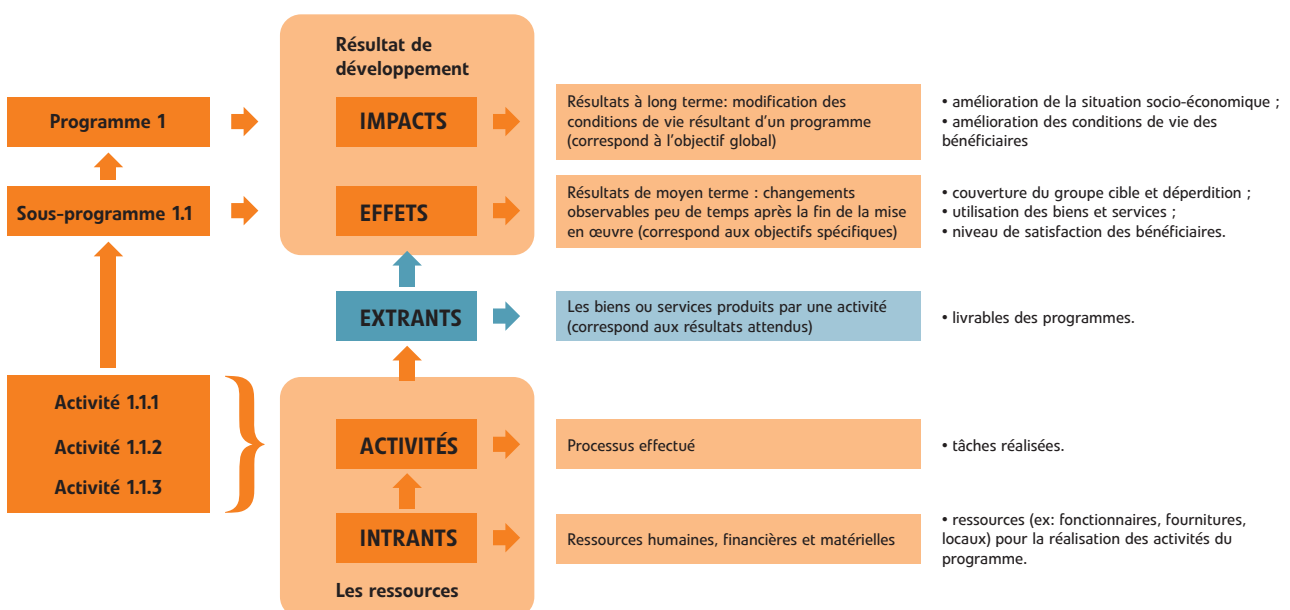 Résultat de
développement
Programme 1
IMPACTS
Résultats à long terme: modification des
conditions de vie résultant d'un programme
(correspond à l'objectif global)
• amélioration de la situation socio-économique ;
• amélioration des conditions de vie des
bénéficiaires
Sous-programme 1.1
EFFETS
Résultats de moyen terme : changements
observables peu de temps après la fin de la mise
en œuvre (correspond aux objectifs spécifiques)
• couverture du groupe cible et déperdition ;
• utilisation des biens et services ;
• niveau de satisfaction des bénéficiaires.
EXTRANTS
Les biens ou services produits par une activité
(correspond aux résultats attendus)
• livrables des programmes.
Activité 1.1.1
Activité 1.1.2
Activité 1.1.3
ACTIVITÉS
Processus effectué
• tâches réalisées.
INTRANTS
Ressources humaines, financières et matérielles
• ressources (ex: fonctionnaires, fournitures,
locaux) pour la réalisation des activités du
programme.
Les ressources